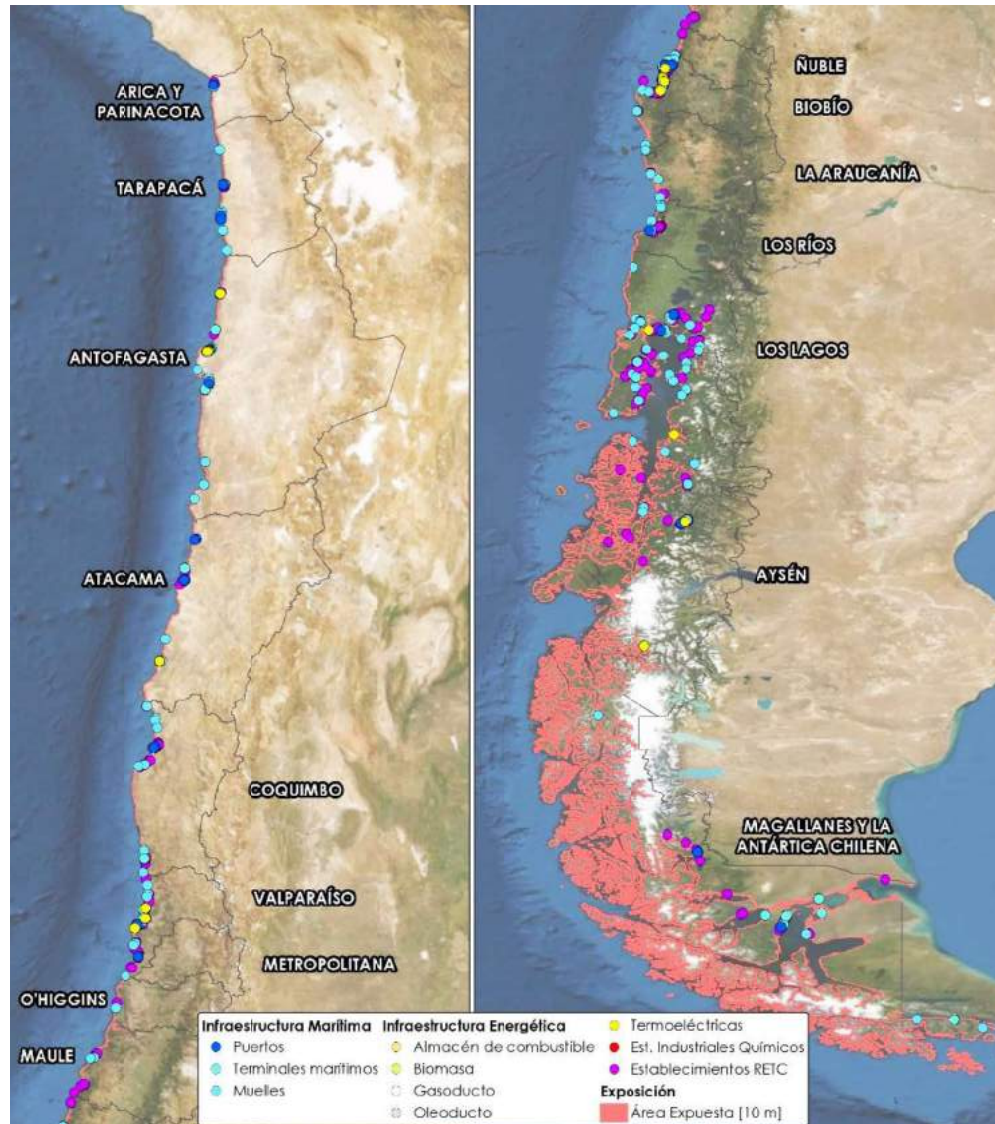 ARICA Y
PARINACOTA
TARAPACÁ
ANTOFAGASTA
ATACAMA
COQUIMBO
VALPARAÍSO
METROPOLITANA
O'HIGGINS
MAULE
ÑUBLE
BIOBÍO
LA ARAUCANÍA
LOS RÍOS
LOS LAGOS
AYSÉN
MAGALLANES Y LA
ANTÁRTICA CHILENA
Infraestructura Marítima
Puertos
Terminales marítimos
Muelles
Infraestructura Energética
Almacén de combustible
Biomasa
Gasoducto
Oleoducto
Termoeléctricas
Est. Industriales Químicos
Establecimientos RETC
Exposición
Área Expuesta [10 m]